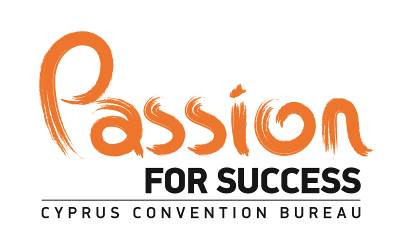 Passion
FOR SUCCESS
CYPRUS CONVENTION BUREAU